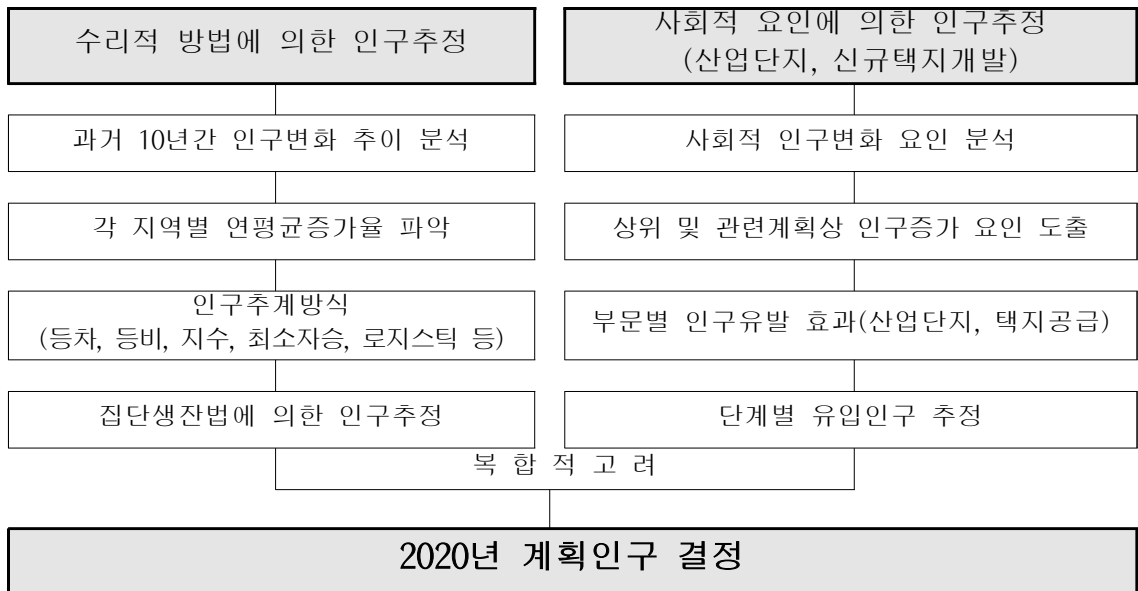 수리적 방법에 의한 인구추정
과거 10년간 인구변화 추이 분석
각 지역별 연평균증가율 파악
인구추계방식
(등차, 등비, 지수, 최소자승, 로지스틱 등)
집단생잔법에 의한 인구추정
사회적 요인에 의한 인구추정
(산업단지, 신규택지개발)
사회적 인구변화 요인 분석
상위 및 관련계획상 인구증가 요인 도출
부문별 인구유발 효과(산업단지, 택지공급)
단계별 유입인구 추정
복 합 적 고 려
2020년 계획인구 결정